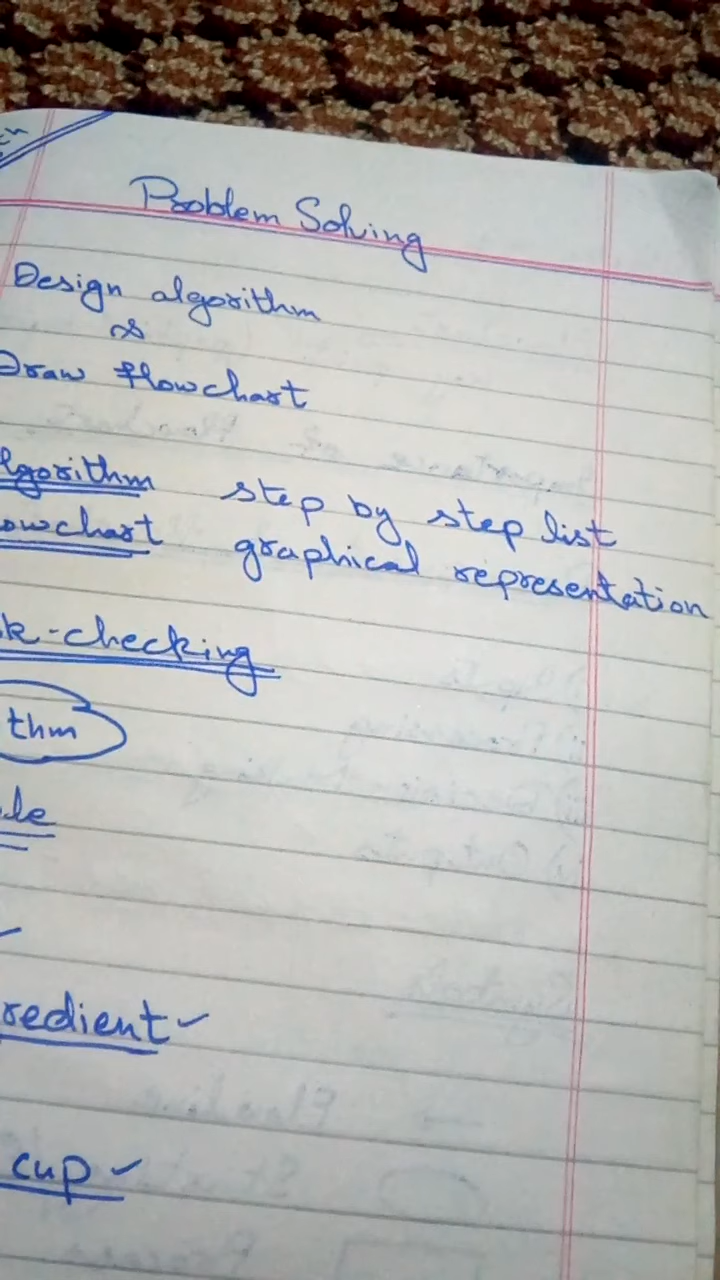 Problem Solving
Design algorithm
or
Draw flowchart
lgorithm step by step list
owchart graphical representation
k-checking
thm
le
redient ✓
cup ✓